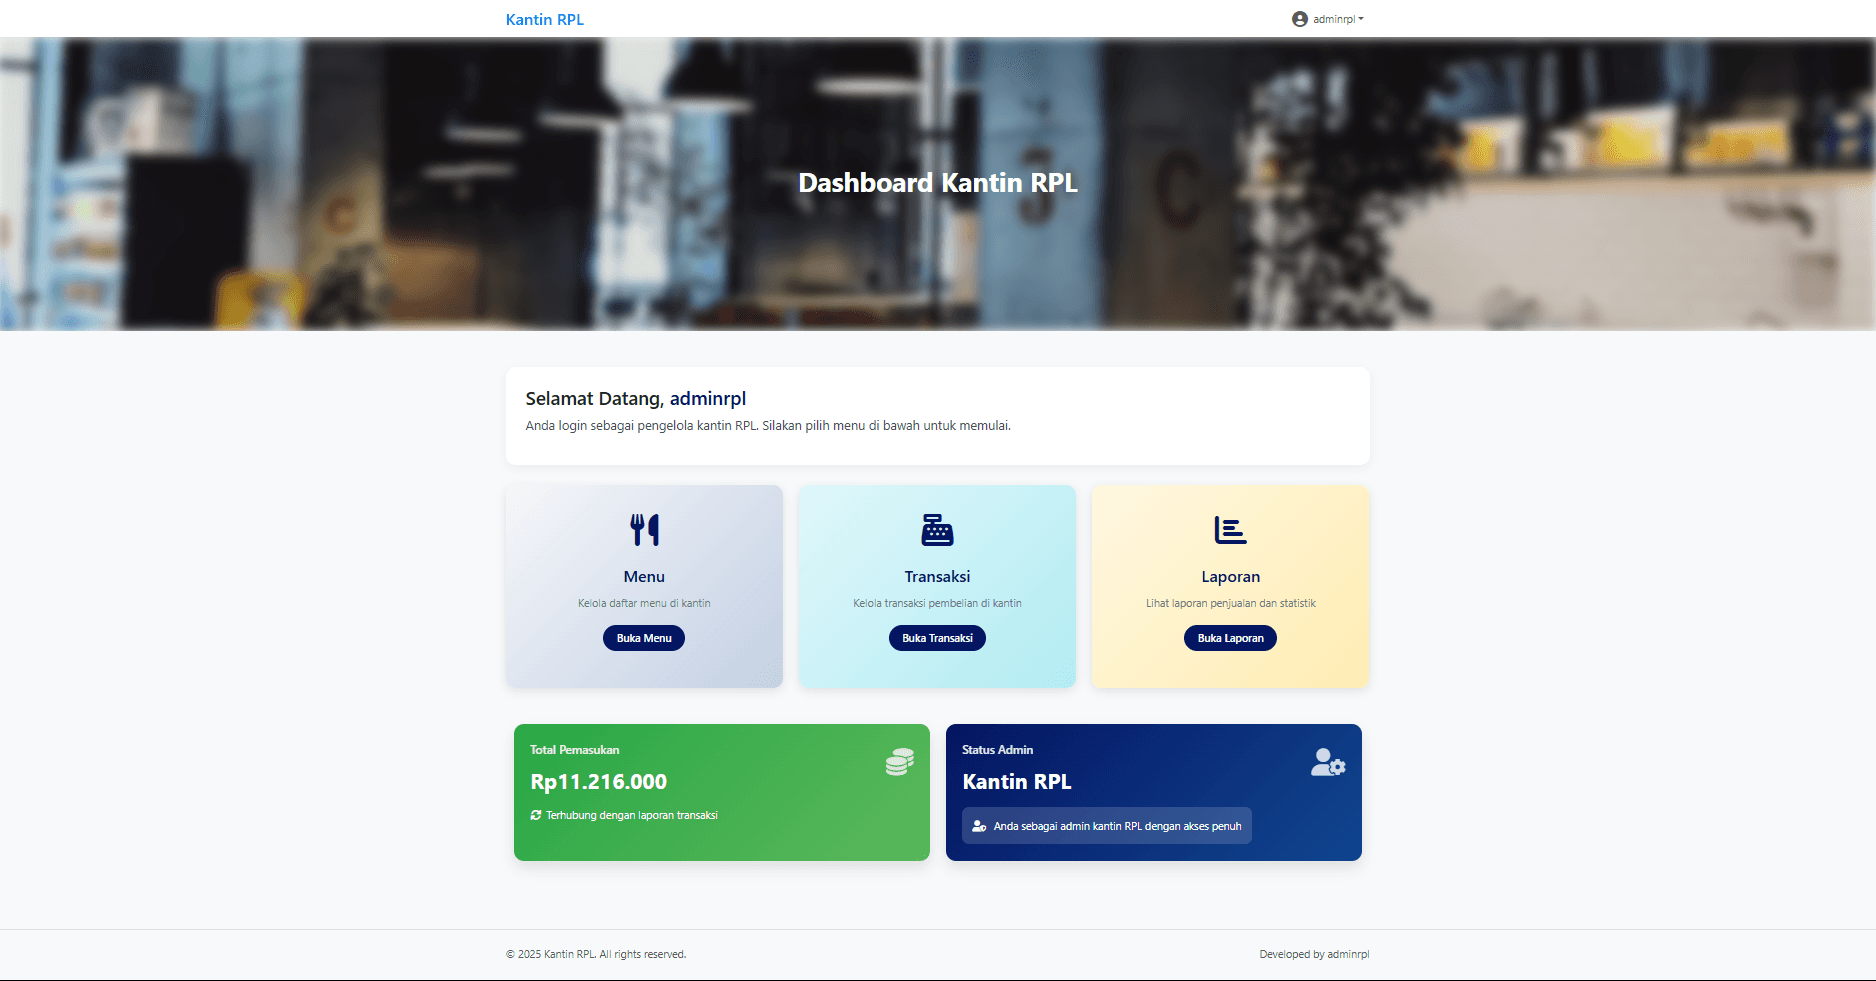 Kantin RPL
adminrpl
Dashboard Kantin RPL
Selamat Datang, adminrpl
Anda login sebagai pengelola kantin RPL. Silakan pilih menu di bawah untuk memulai.
Menu
Kelola daftar menu di kantin
Buka Menu
Transaksi
Kelola transaksi pembelian di kantin
Buka Transaksi
Laporan
Lihat laporan penjualan dan statistik
Buka Laporan
Total Pemasukan
Rp11.216.000
Terhubung dengan laporan transaksi
Status Admin
Kantin RPL
Anda sebagai admin kantin RPL dengan akses penuh
© 2025 Kantin RPL. All rights reserved.
Developed by adminrpl